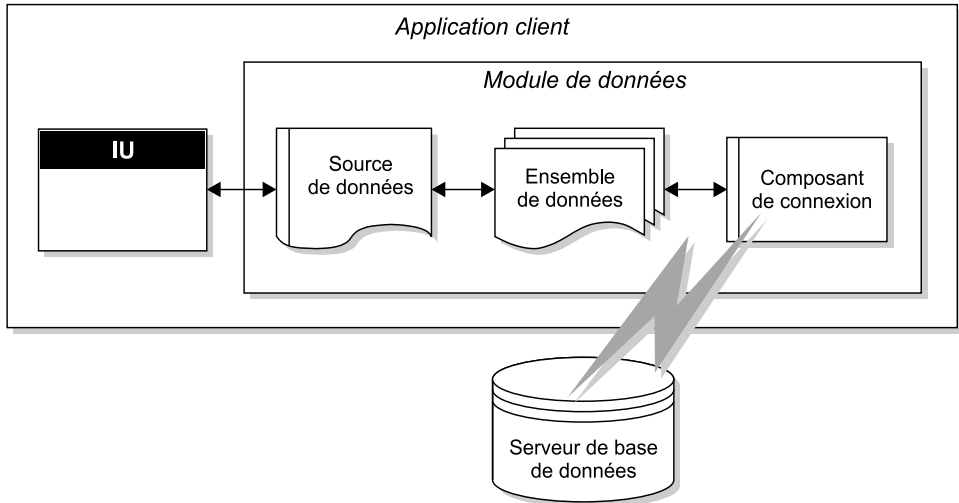 Application client
Module de données
IU
Source
de données
Ensemble
de données
Composant
de connexion
Serveur de base
de données